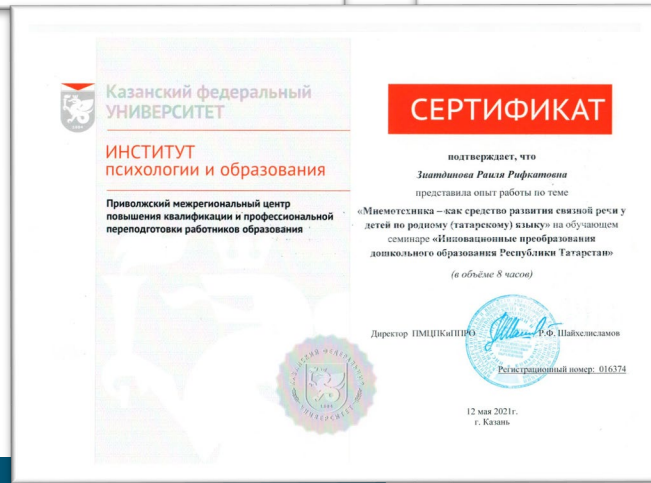 Казанский федеральный
УНИВЕРСИТЕТ
ИНСТИТУТ
психологии и образования
Приволжский межрегиональный центр
повышения квалификации и профессиональной
переподготовки работников образования
СЕРТИФИКАТ
подтверждает, что
Зиатдинова Раиля Рифкатовна
представила опыт работы по теме
«Мнемотехника – как средство развития связной речи у
детей по родному (татарскому) языку» на обучающем
семинаре «Инновационные преобразования
дошкольного образования Республики Татарстан»
(в объёме 8 часов)
Директор ПМЦПКиППРО Р.Ф. Шайхелисламов
Регистрационный номер: 016374
12 мая 2021г.
г. Казань